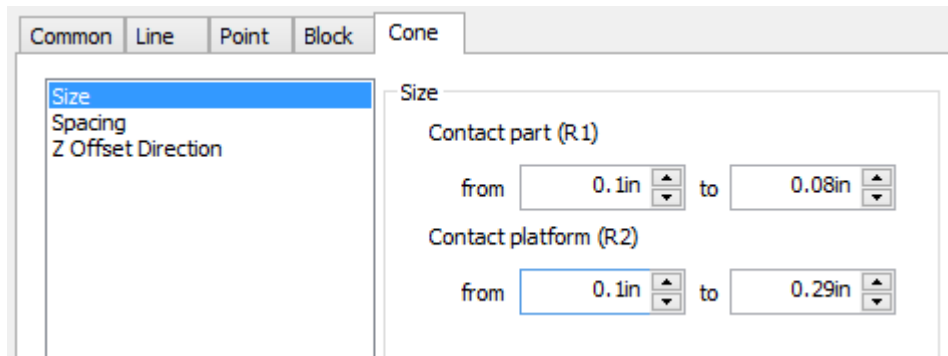 Common Line Point Block Cone
Size
Spacing
Z Offset Direction
Size
Contact part (R1)
from 0.1in to 0.08in
Contact platform (R2)
from 0.1in to 0.29in